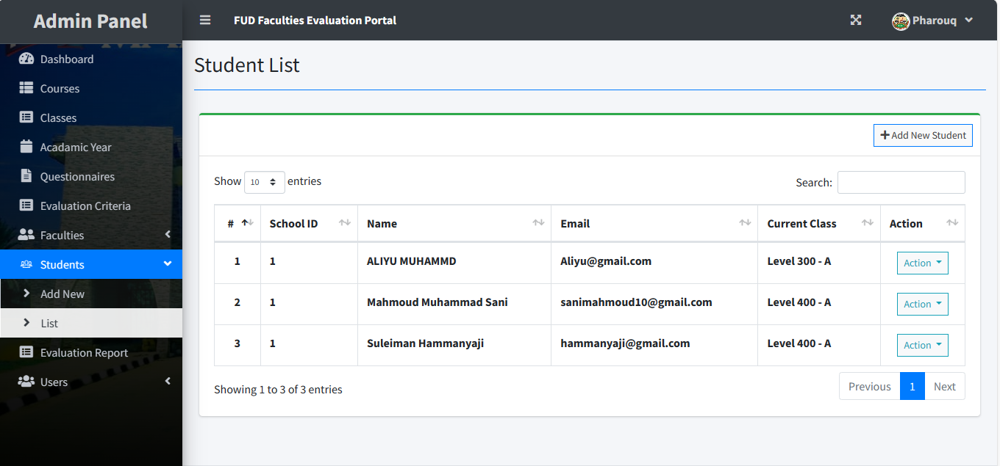 Admin Panel
FUD Faculties Evaluation Portal
Pharouq
Dashboard
Courses
Classes
Acadamic Year
Questionnaires
Evaluation Criteria
Faculties
Students
Add New
List
Evaluation Report
Users
Student List
Add New Student
Show 10 entries
Search:
# School ID Name Email Current Class Action
1 1 ALIYU MUHAMMD Aliyu@gmail.com Level 300 - A Action
2 1 Mahmoud Muhammad Sani sanimahmoud10@gmail.com Level 400 - A Action
3 1 Suleiman Hammanyaji hammanyaji@gmail.com Level 400 - A Action
Showing 1 to 3 of 3 entries
Previous 1 Next